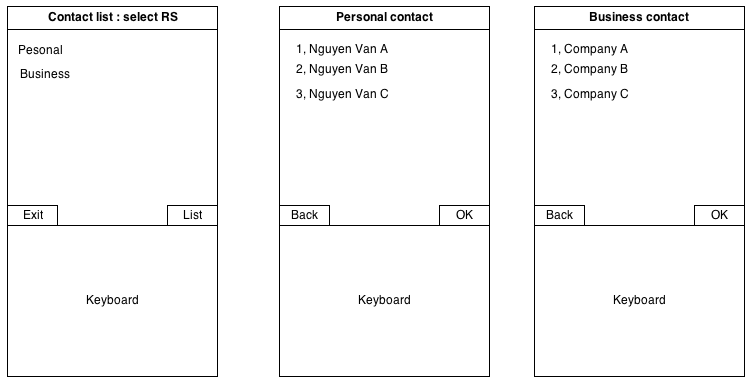 Contact list : select RS
Pesonal
Business
Exit
List
Keyboard
Personal contact
1, Nguyen Van A
2, Nguyen Van B
3, Nguyen Van C
Back
OK
Keyboard
Business contact
1, Company A
2, Company B
3, Company C
Back
OK
Keyboard